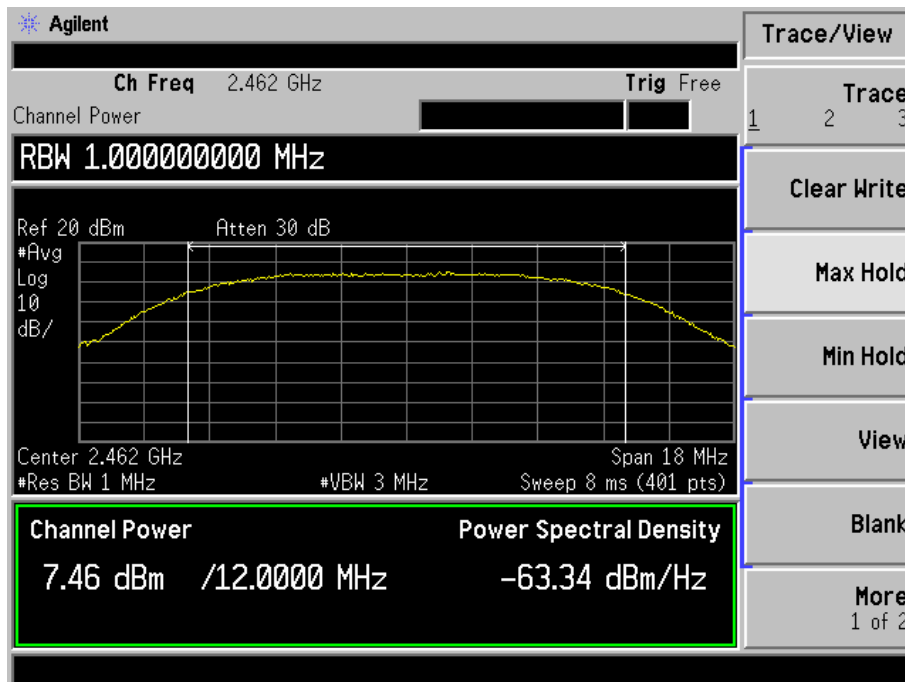 Agilent
Trace/View
Ch Freq 2.462 GHz Trig Free
Channel Power
Trace
1 2 3
RBW 1.000000000 MHz
Clear Write
Ref 20 dBm Atten 30 dB
#Avg
Log
10
dB/
Max Hold
Min Hold
Center 2.462 GHz Span 18 MHz
#Res BW 1 MHz #VBW 3 MHz Sweep 8 ms (401 pts)
View
Channel Power Power Spectral Density
7.46 dBm /12.0000 MHz -63.34 dBm/Hz
Blank
More
1 of 2